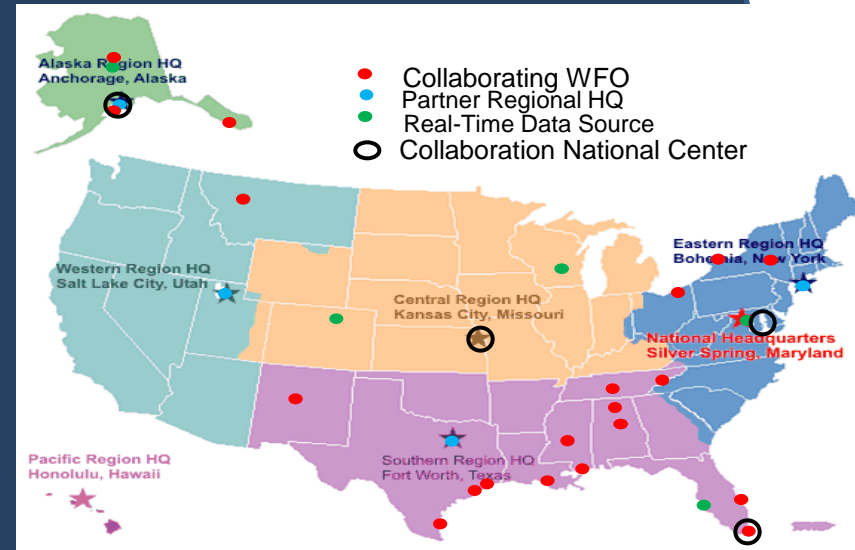 Alaska Region HQ
Anchorage, Alaska
Collaborating WFO
Partner Regional HQ
Real-Time Data Source
Collaboration National Center
Eastern Region HQ
Bohemia, New York
Western Region HQ
Salt Lake City, Utah
Central Region HQ
Kansas City, Missouri
National Headquarters
Silver Spring, Maryland
Pacific Region HQ
Honolulu, Hawaii
Southern Region HQ
Fort Worth, Texas